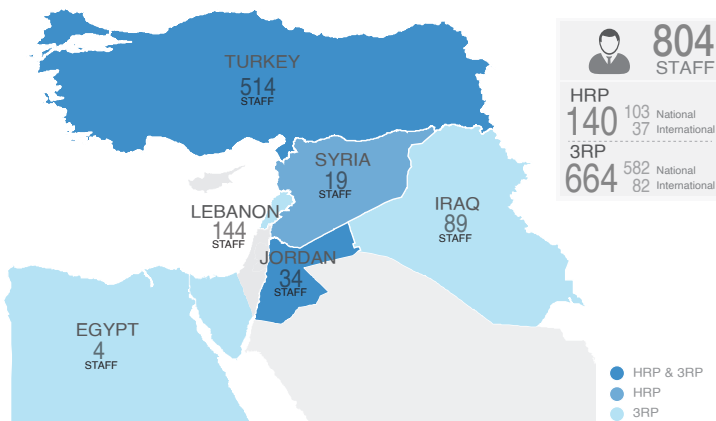 804
STAFF
HRP
140
103 National
37 International
3RP
664
582 National
82 International
TURKEY
514
STAFF
SYRIA
19
STAFF
LEBANON
144
STAFF
IRAQ
89
STAFF
JORDAN
34
STAFF
EGYPT
4
STAFF
HRP & 3RP
HRP
3RP